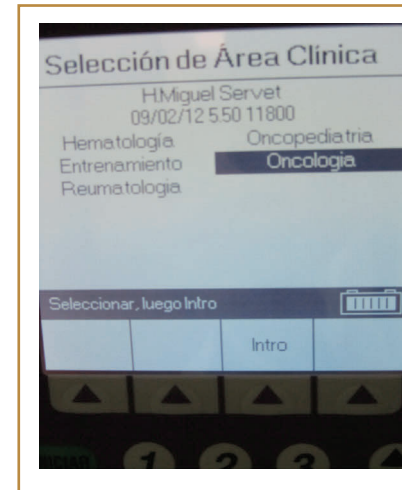 Selección de Área Clínica
H.Miguel Servet
09/02/12 5.50 11800
Hematología Oncopediatria
Entrenamiento Oncologia
Reumatologia
Seleccionar, luego Intro
Intro
INICIAR 1 2 3